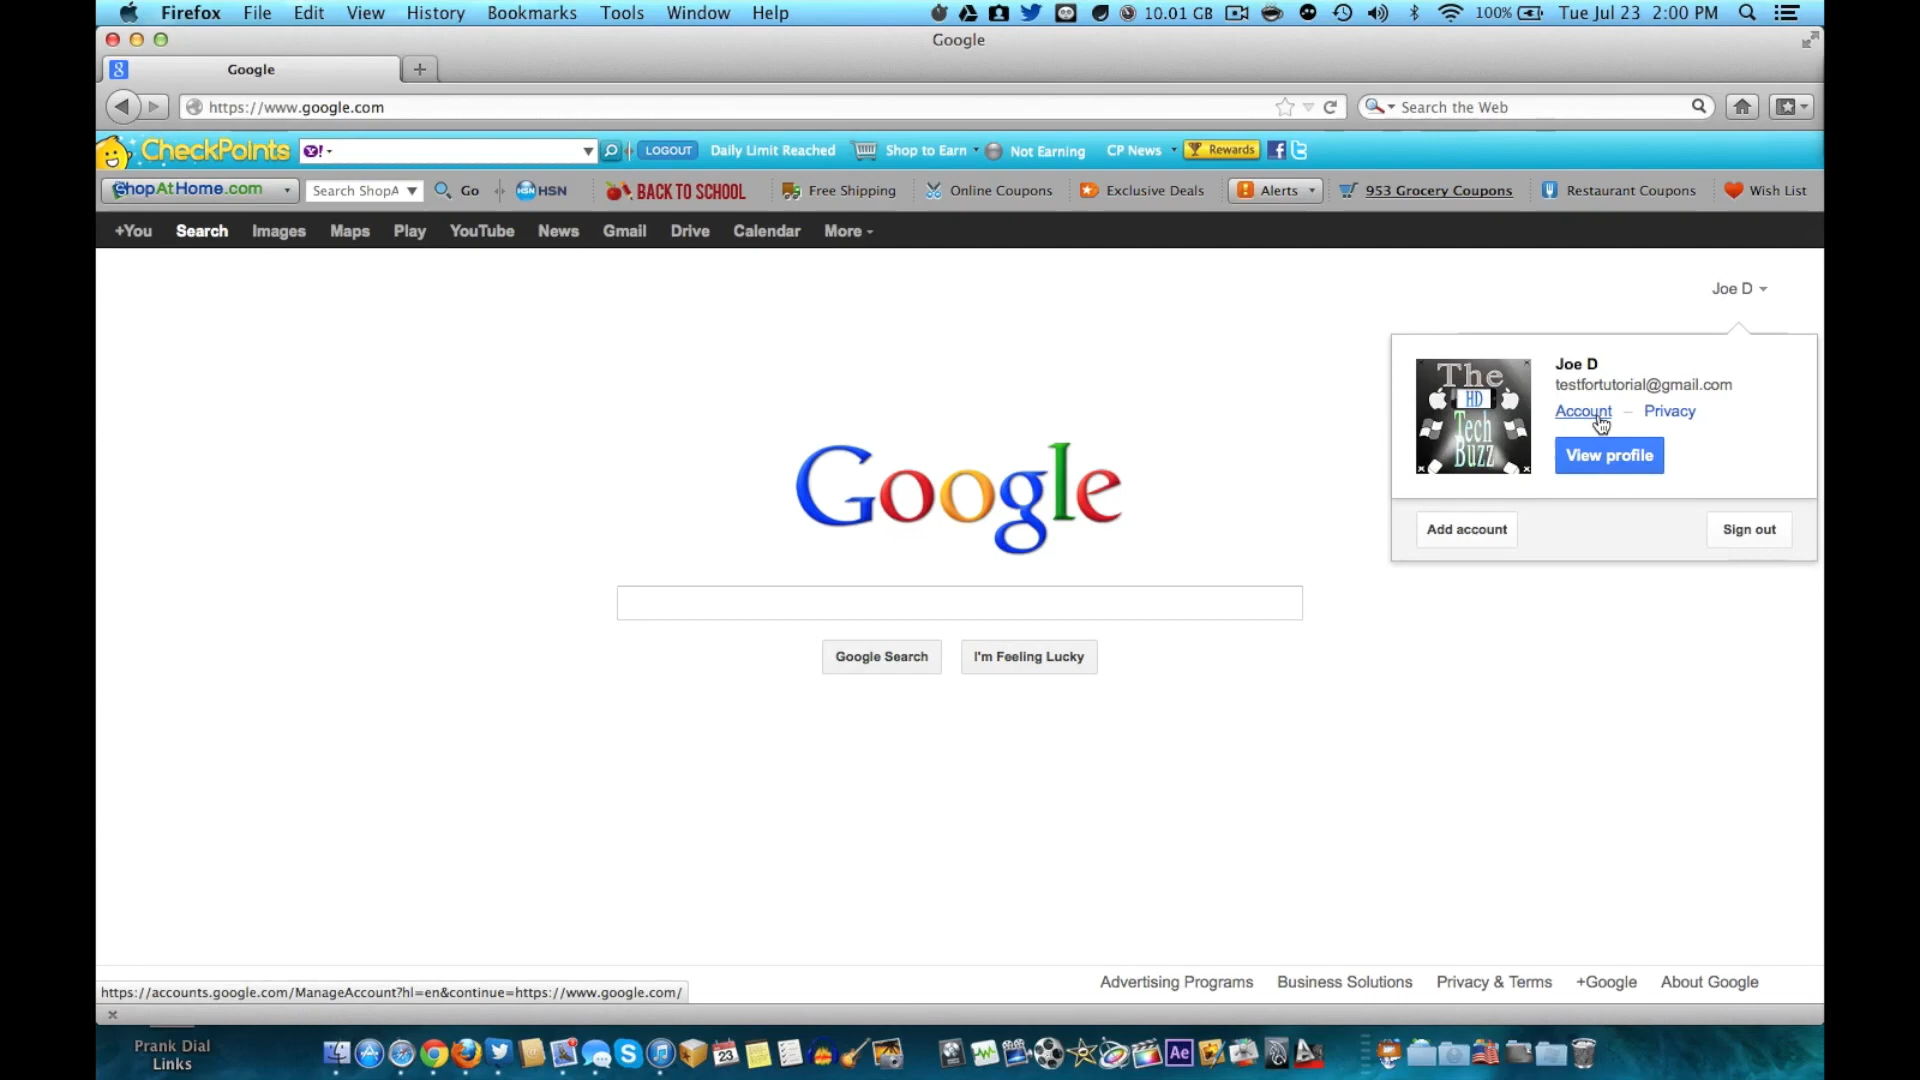 Firefox File Edit View History Bookmarks Tools Window Help 10.01 GB 100% Tue Jul 23 2:00 PM
Google
Google
https://www.google.com Search the Web
CheckPoints Y! LOGOUT Daily Limit Reached Shop to Earn Not Earning CP News Rewards
ShopAtHome.com Search ShopA Go HSN BACK TO SCHOOL Free Shipping Online Coupons Exclusive Deals Alerts 953 Grocery Coupons Restaurant Coupons Wish List
+You Search Images Maps Play YouTube News Gmail Drive Calendar More
Joe D
The
HD
Tech
Buzz
Joe D
testfortutorial@gmail.com
Account – Privacy
View profile
Add account Sign out
Google
Google Search I'm Feeling Lucky
Advertising Programs Business Solutions Privacy & Terms +Google About Google
https://accounts.google.com/ManageAccount?hl=en&continue=https://www.google.com/
Prank Dial
Links
23
Ae